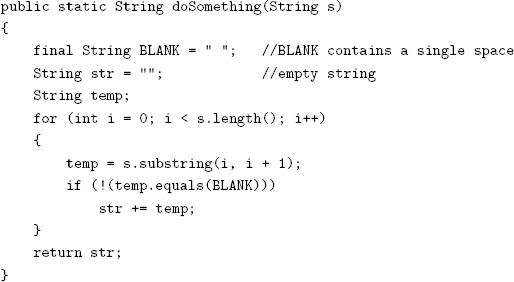 public static String doSomething(String s)
{
    final String BLANK = " ";   //BLANK contains a single space
    String str = "";            //empty string
    String temp;
    for (int i = 0; i < s.length(); i++)
    {
        temp = s.substring(i, i + 1);
        if (!(temp.equals(BLANK)))
            str += temp;
    }
    return str;
}